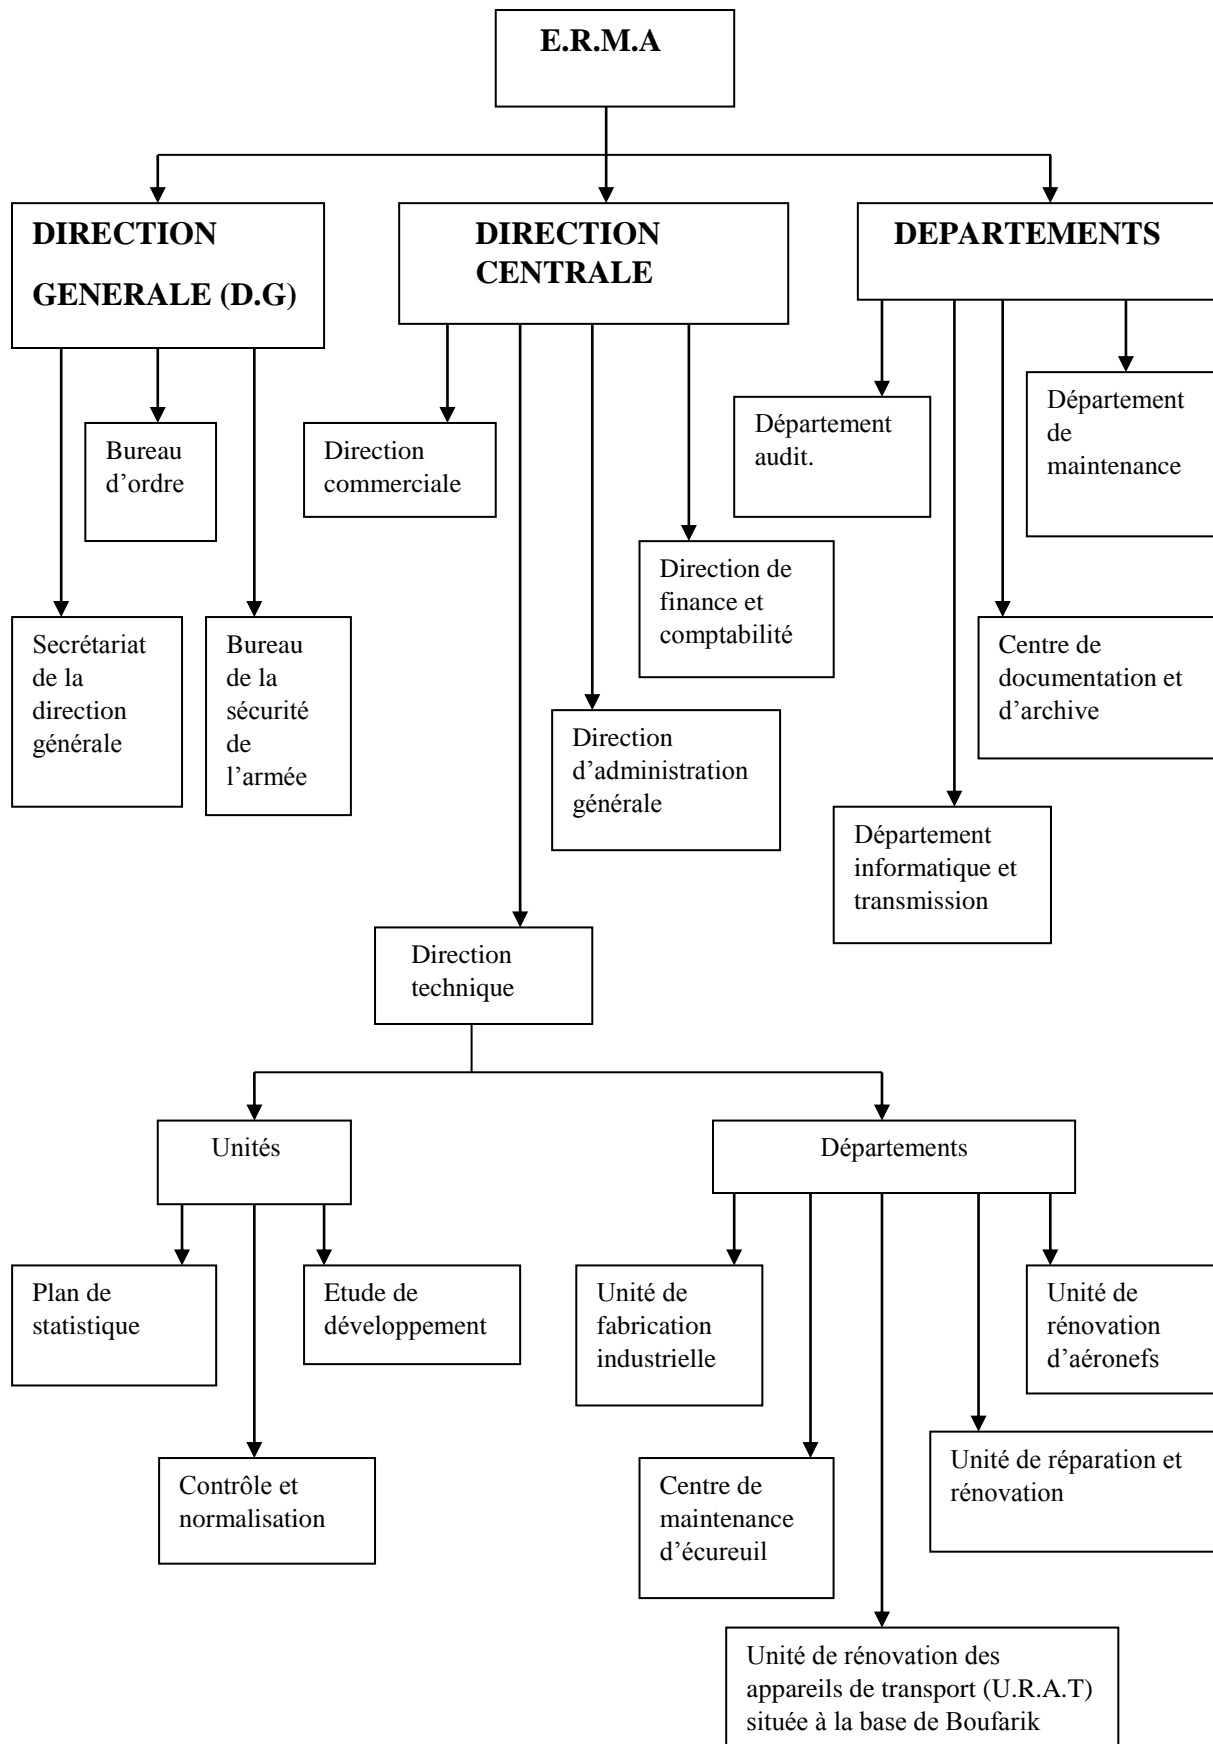 E.R.M.A
DIRECTION
GENERALE (D.G)
DIRECTION
CENTRALE
DEPARTEMENTS
Bureau
d’ordre
Direction
commerciale
Département
audit.
Département
de
maintenance
Secrétariat
de la
direction
générale
Bureau
de la
sécurité
de
l’armée
Direction de
finance et
comptabilité
Centre de
documentation et
d’archive
Direction
d’administration
générale
Département
informatique et
transmission
Direction
technique
Unités
Départements
Plan de
statistique
Etude de
développement
Unité de
fabrication
industrielle
Unité de
rénovation
d’aéronefs
Contrôle et
normalisation
Centre de
maintenance
d’écureuil
Unité de réparation et
rénovation
Unité de rénovation des
appareils de transport (U.R.A.T)
située à la base de Boufarik